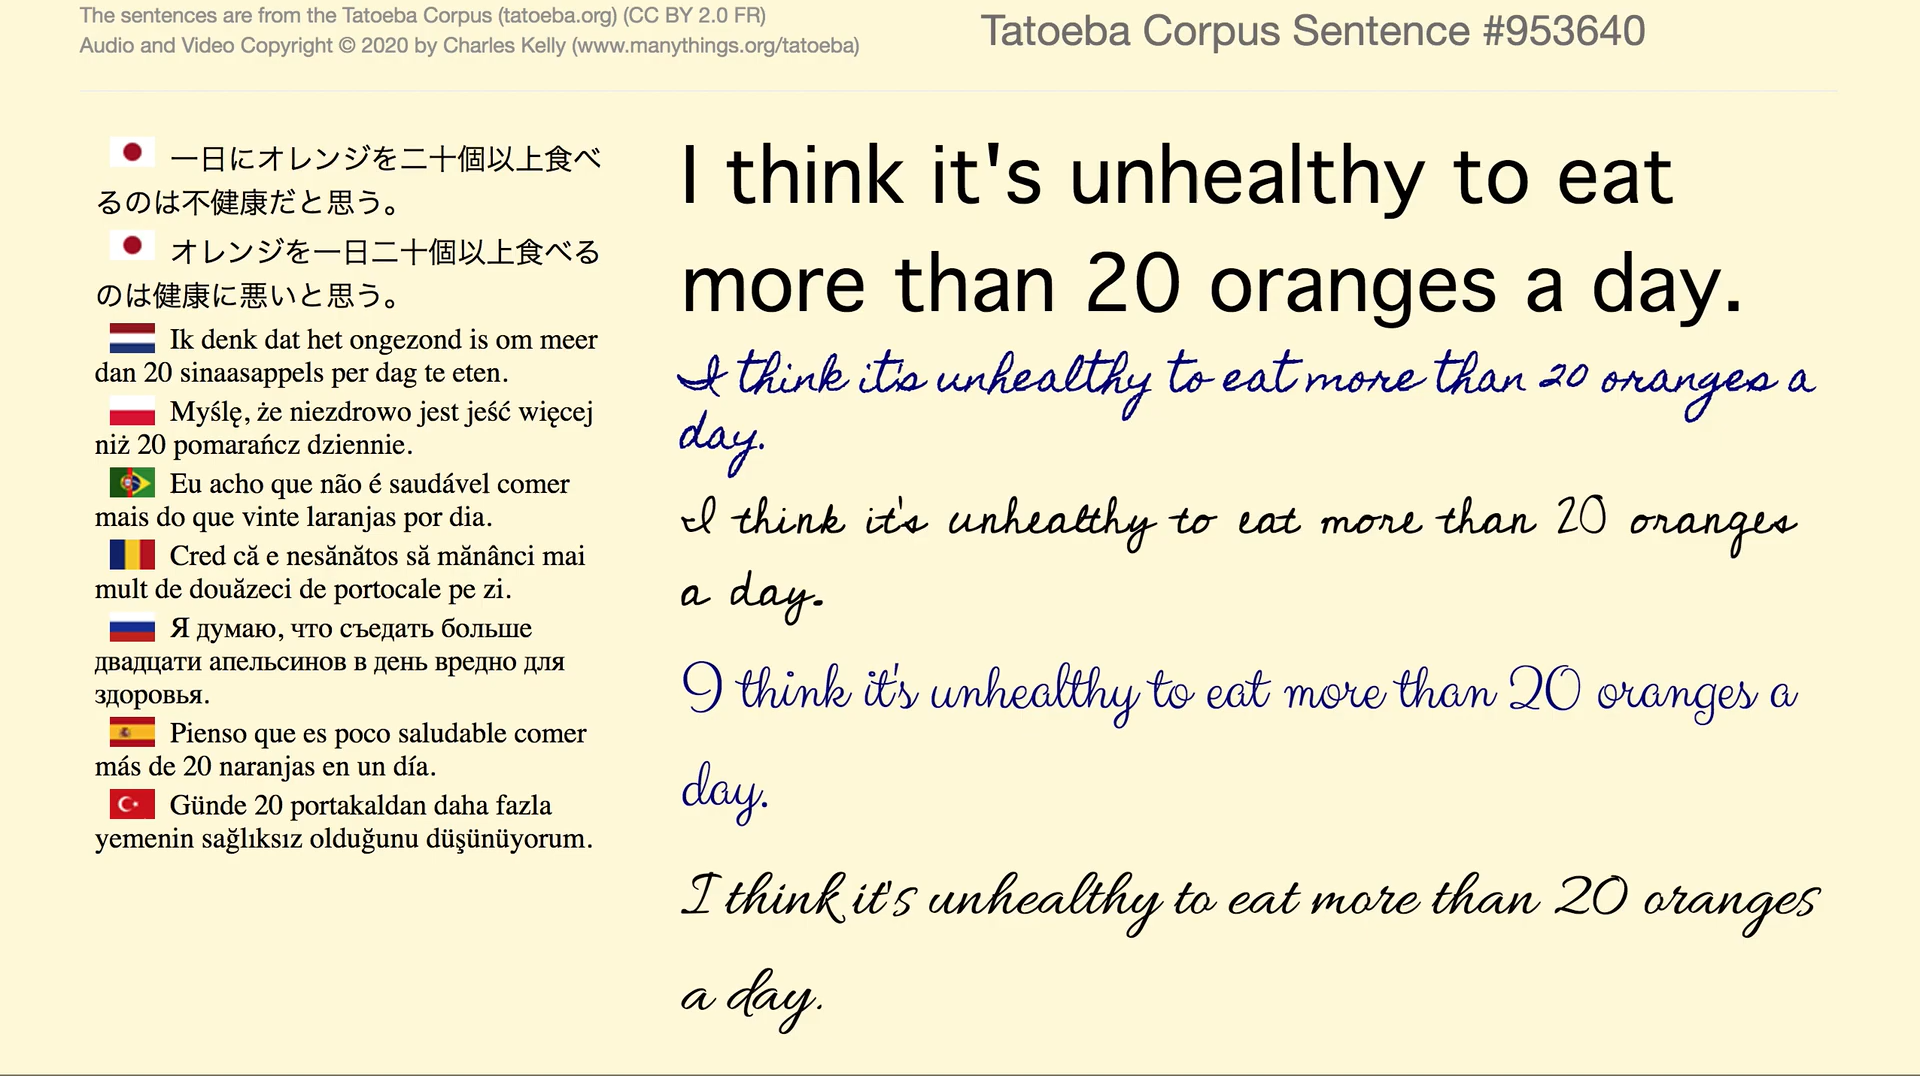 The sentences are from the Tatoeba Corpus (tatoeba.org) (CC BY 2.0 FR)
Audio and Video Copyright © 2020 by Charles Kelly (www.manythings.org/tatoeba)
Tatoeba Corpus Sentence #953640
一日にオレンジを二十個以上食べ
るのは不健康だと思う。
オレンジを一日二十個以上食べる
のは健康に悪いと思う。
Ik denk dat het ongezond is om meer
dan 20 sinaasappels per dag te eten.
Myślę, że niezdrowo jest jeść więcej
niż 20 pomarańcz dziennie.
Eu acho que não é saudável comer
mais do que vinte laranjas por dia.
Cred că e nesănătos să mănânci mai
mult de douăzeci de portocale pe zi.
Я думаю, что съедать больше
двадцати апельсинов в день вредно для
здоровья.
Pienso que es poco saludable comer
más de 20 naranjas en un día.
Günde 20 portakaldan daha fazla
yemenin sağlıksız olduğunu düşünüyorum.
I think it's unhealthy to eat
more than 20 oranges a day.
I think it's unhealthy to eat more than 20 oranges a
day.
I think it's unhealthy to eat more than 20 oranges
a day.
I think it's unhealthy to eat more than 20 oranges a
day.
I think it's unhealthy to eat more than 20 oranges
a day.